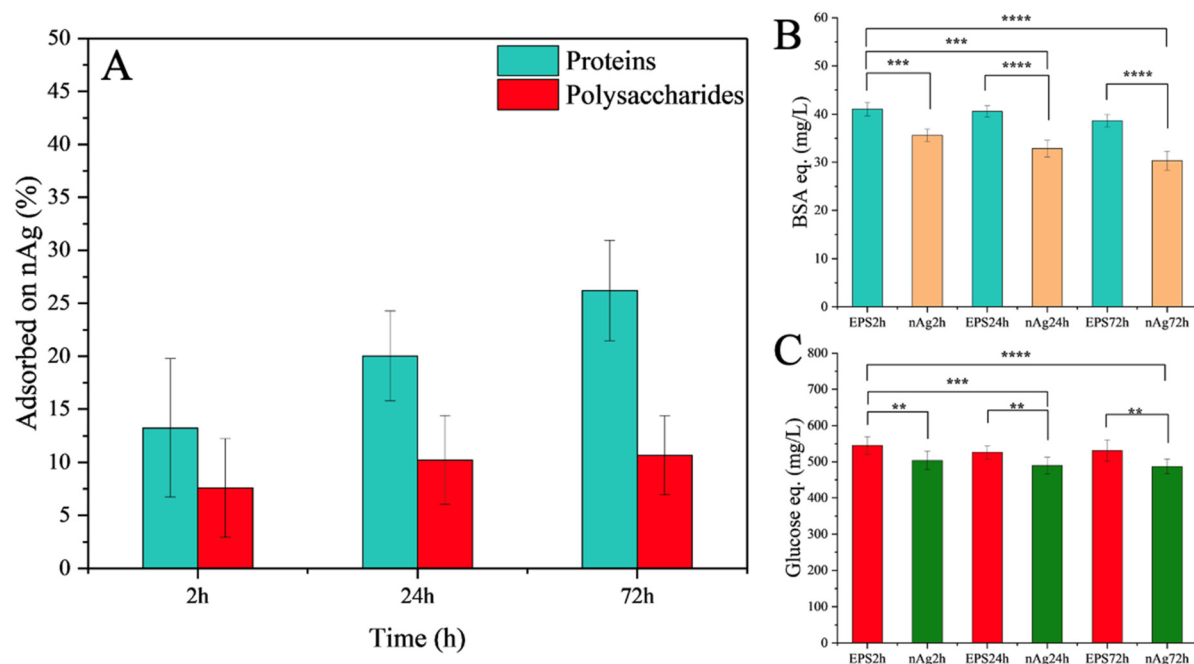 A
Proteins
Polysaccharides
Adsorbed on nAg (%)
50
45
40
35
30
25
20
15
10
5
0
2h 24h 72h
Time (h)
B
BSA eq. (mg/L)
60
50
40
30
20
10
0
****
***
*** **** ****
EPS2h nAg2h EPS24h nAg24h EPS72h nAg72h
C
Glucose eq. (mg/L)
800
700
600
500
400
300
200
100
0
****
***
** ** **
EPS2h nAg2h EPS24h nAg24h EPS72h nAg72h